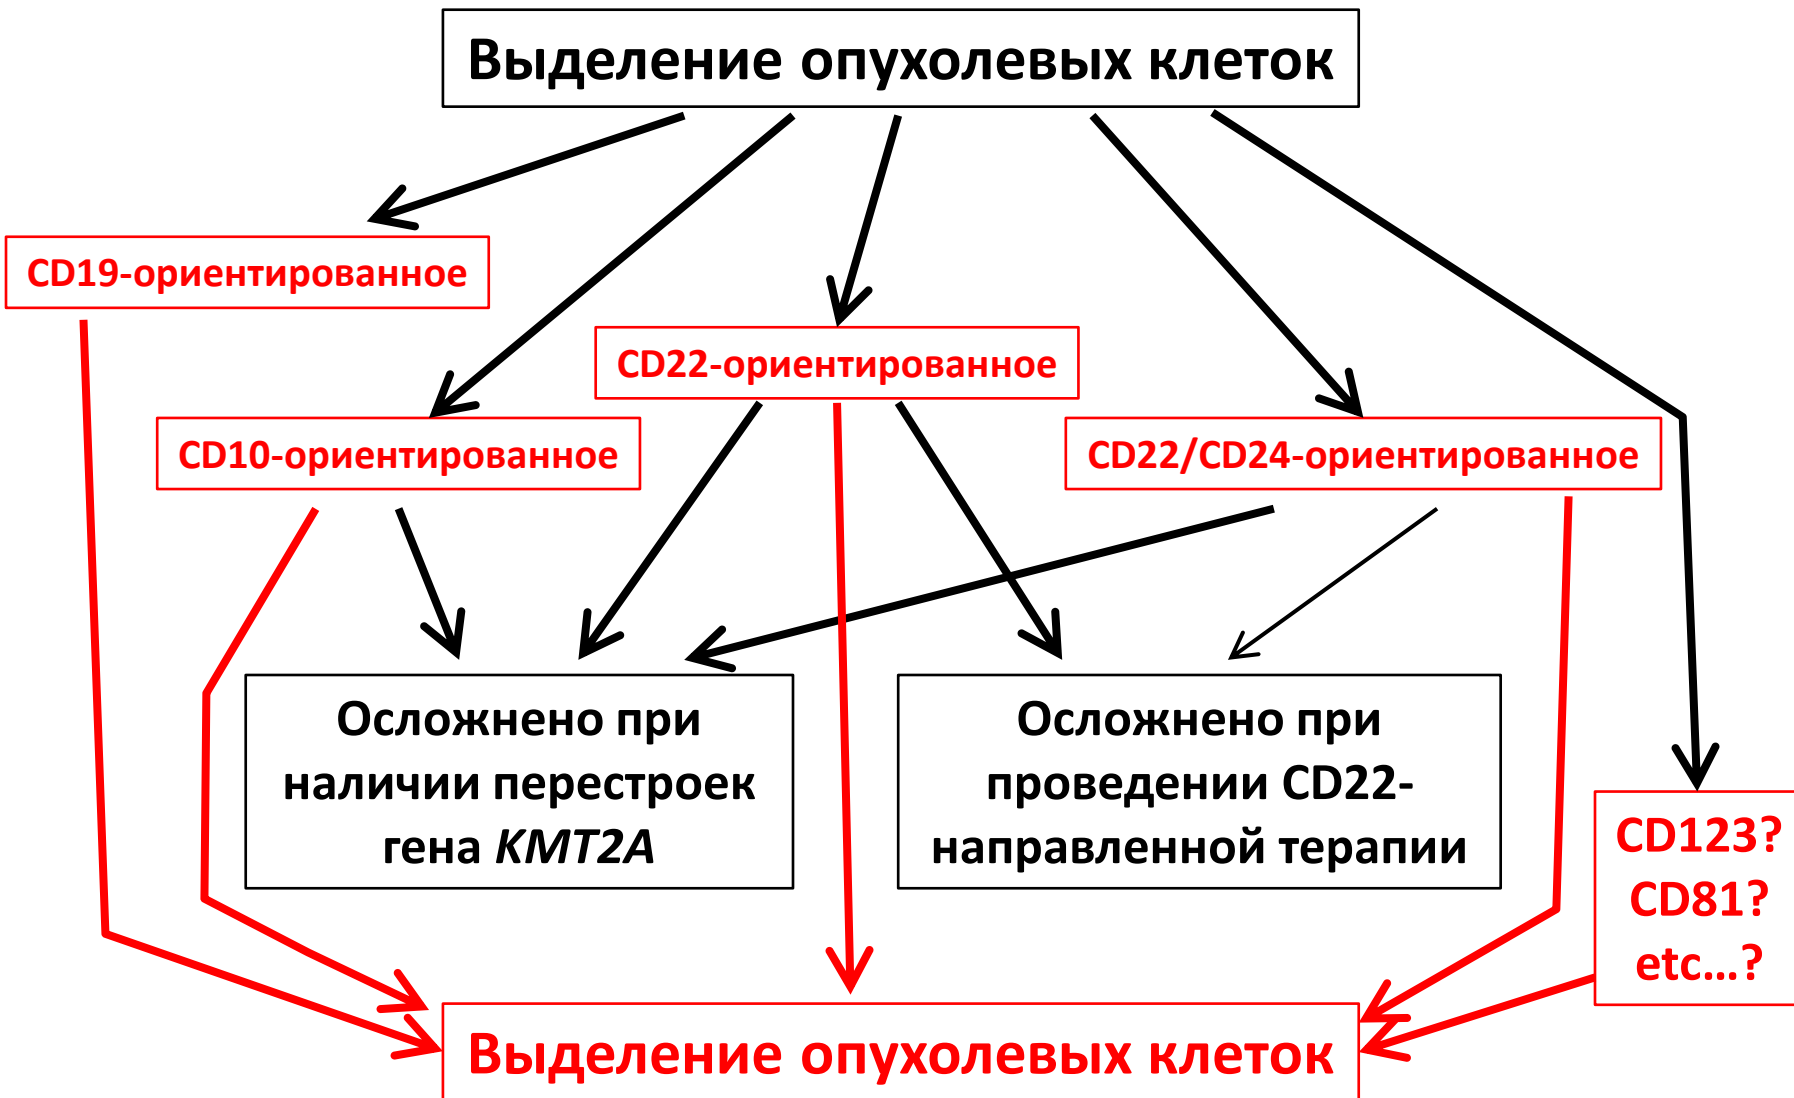 Выделение опухолевых клеток
CD19-ориентированное
CD22-ориентированное
CD10-ориентированное
CD22/CD24-ориентированное
Осложнено при
наличии перестроек
гена KMT2A
Осложнено при
проведении CD22-
направленной терапии
CD123?
CD81?
etc...?
Выделение опухолевых клеток